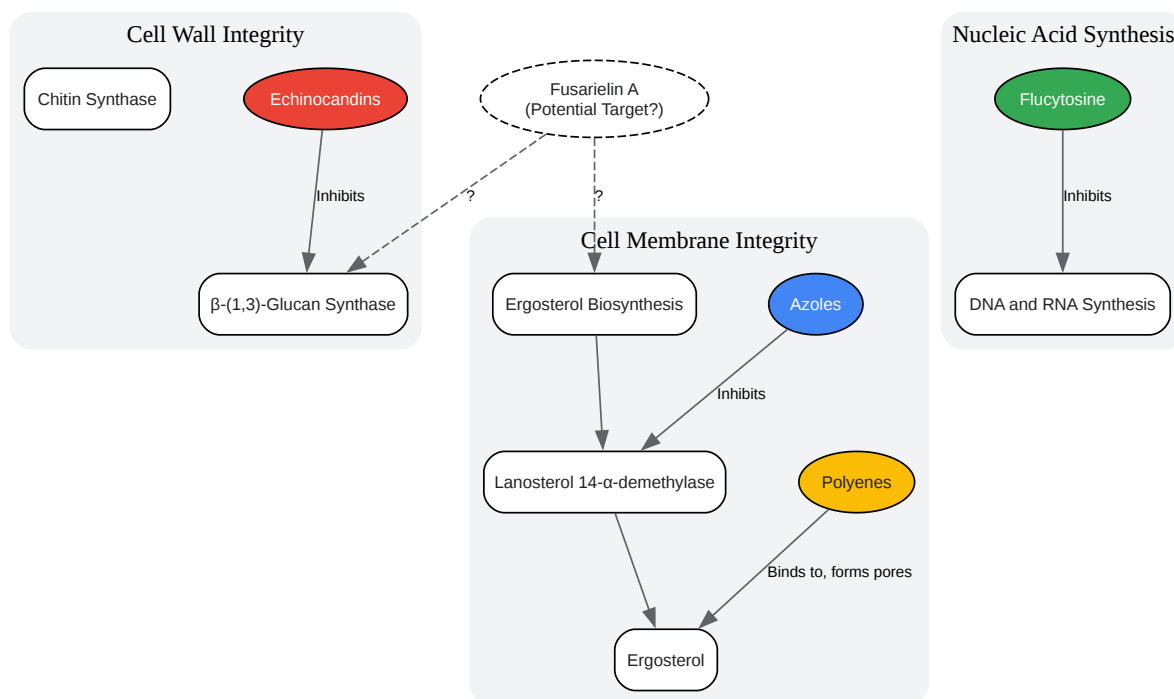 Cell Wall Integrity
Nucleic Acid Synthesis
Chitin Synthase
Echinocandins
Fusarielin A
(Potential Target?)
Flucytosine
Inhibits
?
?
Inhibits
Cell Membrane Integrity
β-(1,3)-Glucan Synthase
Ergosterol Biosynthesis
Azoles
DNA and RNA Synthesis
Inhibits
Lanosterol 14-α-demethylase
Polyenes
Binds to, forms pores
Ergosterol